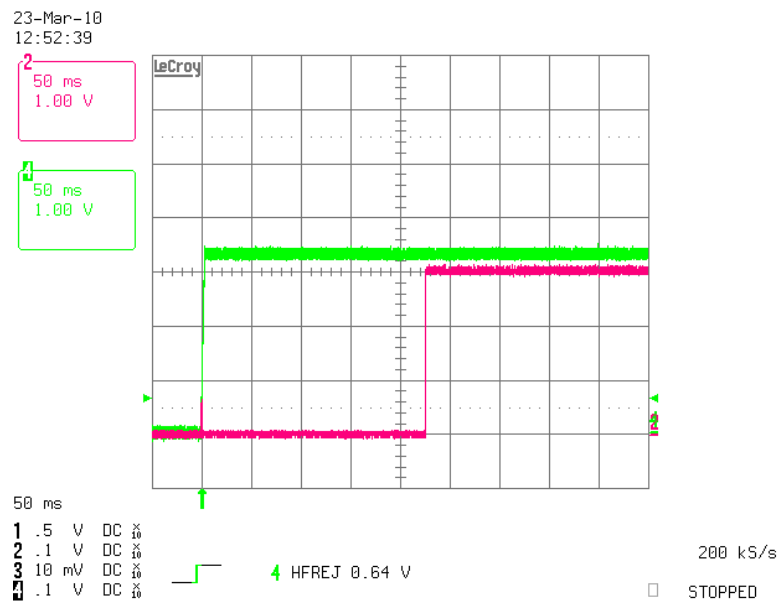 23-Mar-10
12:52:39
2
50 ms
1.00 V
4
50 ms
1.00 V
LeCroy
2
50 ms
1 .5 V DC X10
2 .1 V DC X10
3 10 mV DC X10
4 .1 V DC X10
4 HFREJ 0.64 V
200 kS/s
STOPPED